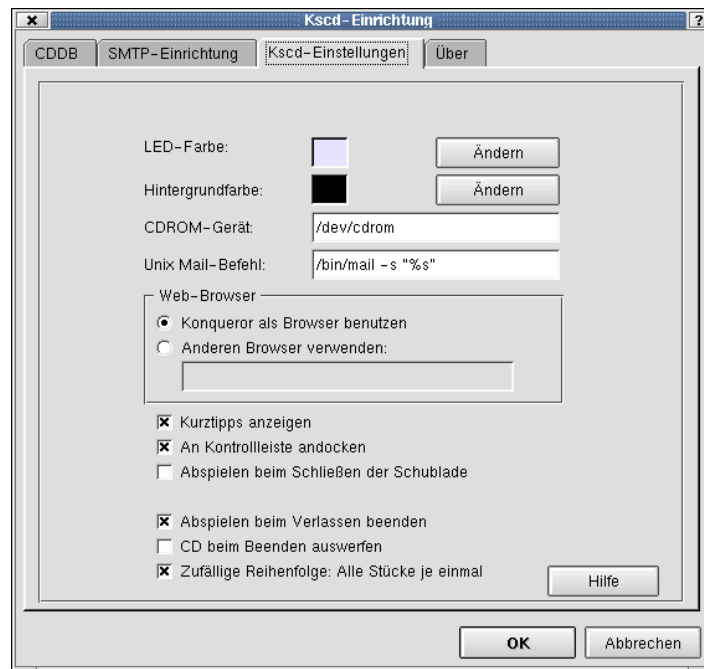 Kscd-Einrichtung
CDDB SMTP-Einrichtung Kscd-Einstellungen Über
LED-Farbe: Ändern
Hintergrundfarbe: Ändern
CDROM-Gerät: /dev/cdrom
Unix Mail-Befehl: /bin/mail -s "%s"
Web-Browser
Konqueror als Browser benutzen
Anderen Browser verwenden:
Kurztipps anzeigen
An Kontrollleiste andocken
Abspielen beim Schließen der Schublade
Abspielen beim Verlassen beenden
CD beim Beenden auswerfen
Zufällige Reihenfolge: Alle Stücke je einmal
Hilfe
OK Abbrechen